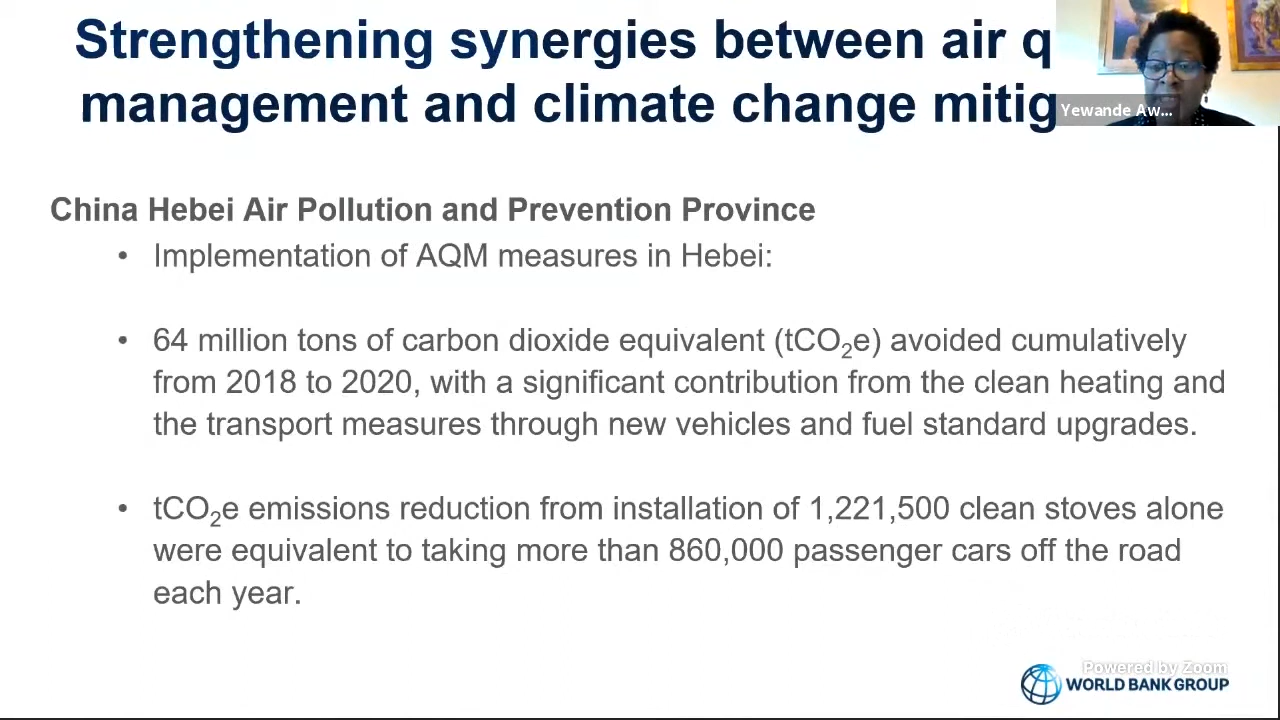 Strengthening synergies between air q
management and climate change mitig
Yewande Aw...
China Hebei Air Pollution and Prevention Province
• Implementation of AQM measures in Hebei:
• 64 million tons of carbon dioxide equivalent (tCO₂e) avoided cumulatively
from 2018 to 2020, with a significant contribution from the clean heating and
the transport measures through new vehicles and fuel standard upgrades.
• tCO₂e emissions reduction from installation of 1,221,500 clean stoves alone
were equivalent to taking more than 860,000 passenger cars off the road
each year.
Powered by Zoom
WORLD BANK GROUP